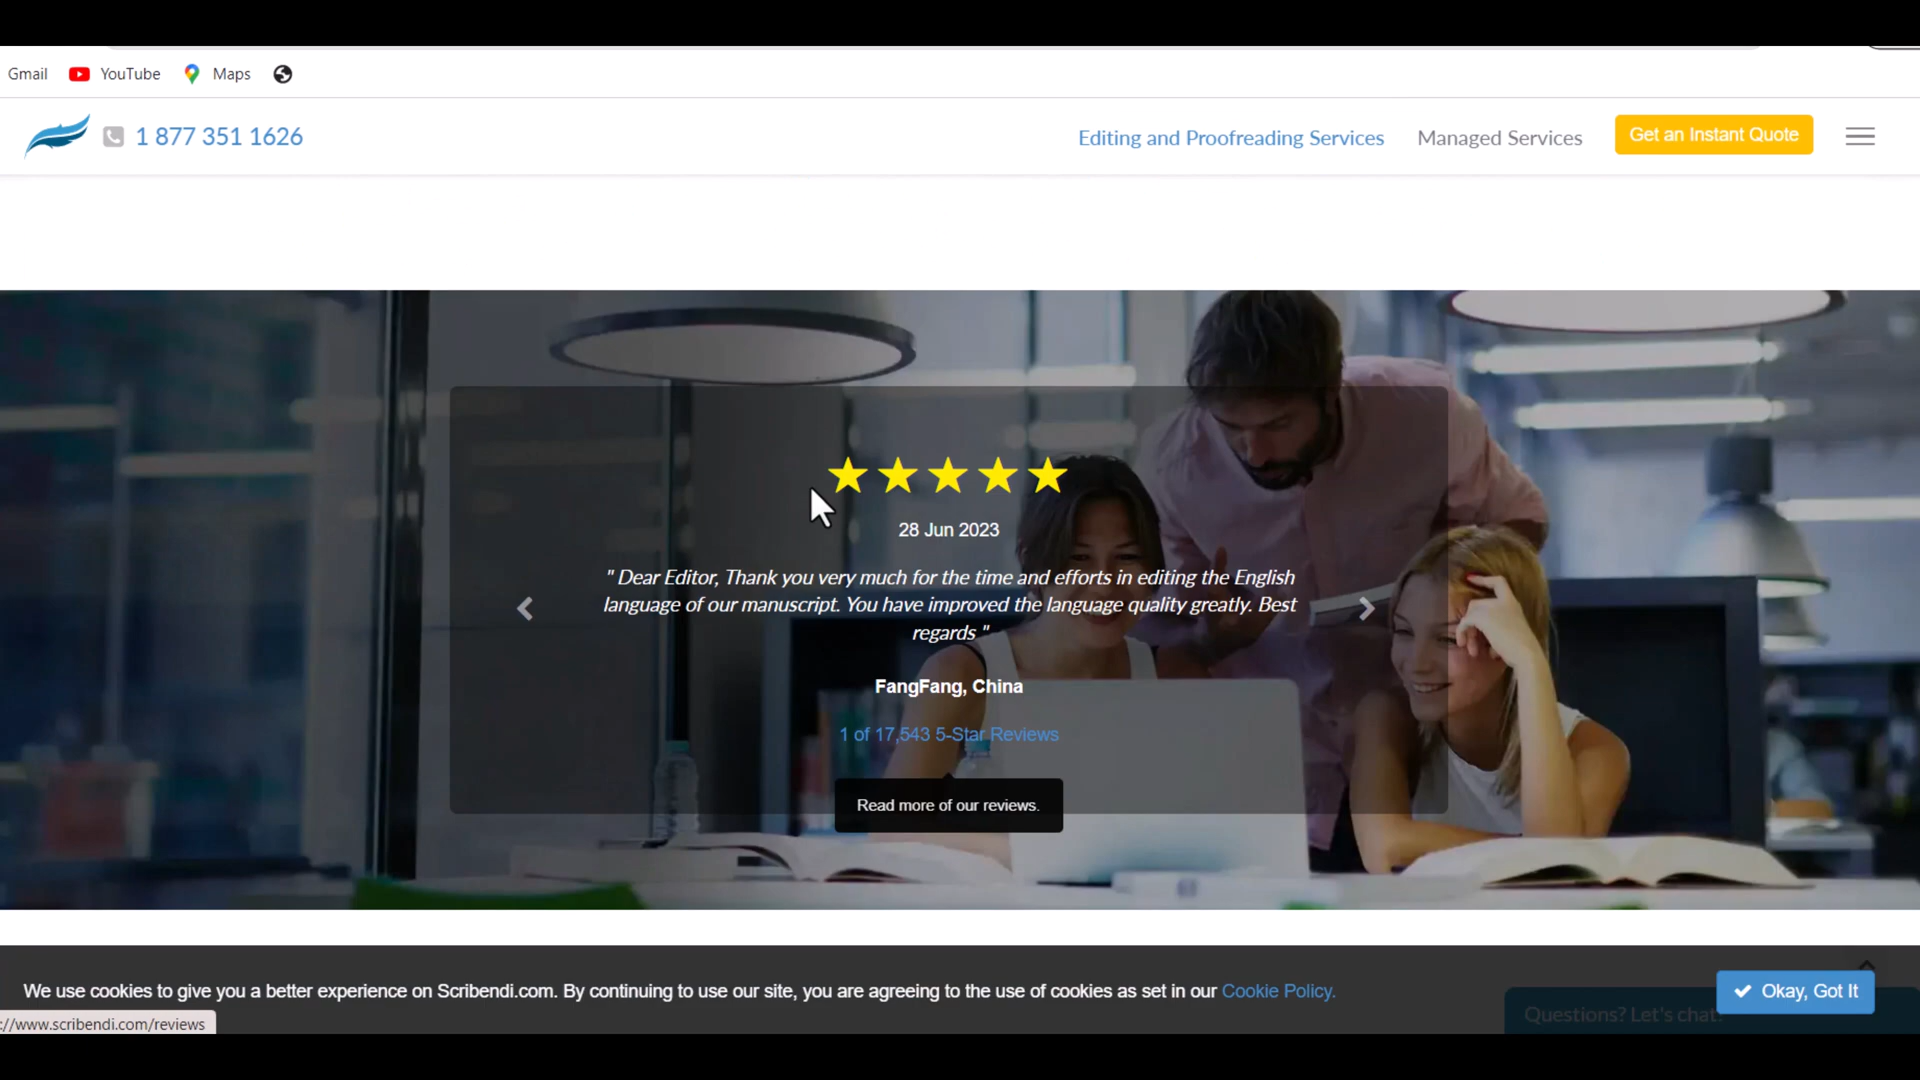 Gmail YouTube Maps
1 877 351 1626 Editing and Proofreading Services Managed Services Get an Instant Quote
28 Jun 2023
" Dear Editor, Thank you very much for the time and efforts in editing the English
language of our manuscript. You have improved the language quality greatly. Best
regards "
FangFang, China
1 of 17,543 5-Star Reviews
Read more of our reviews.
We use cookies to give you a better experience on Scribendi.com. By continuing to use our site, you are agreeing to the use of cookies as set in our Cookie Policy.
Okay, Got It
Questions? Let's chat!
://www.scribendi.com/reviews